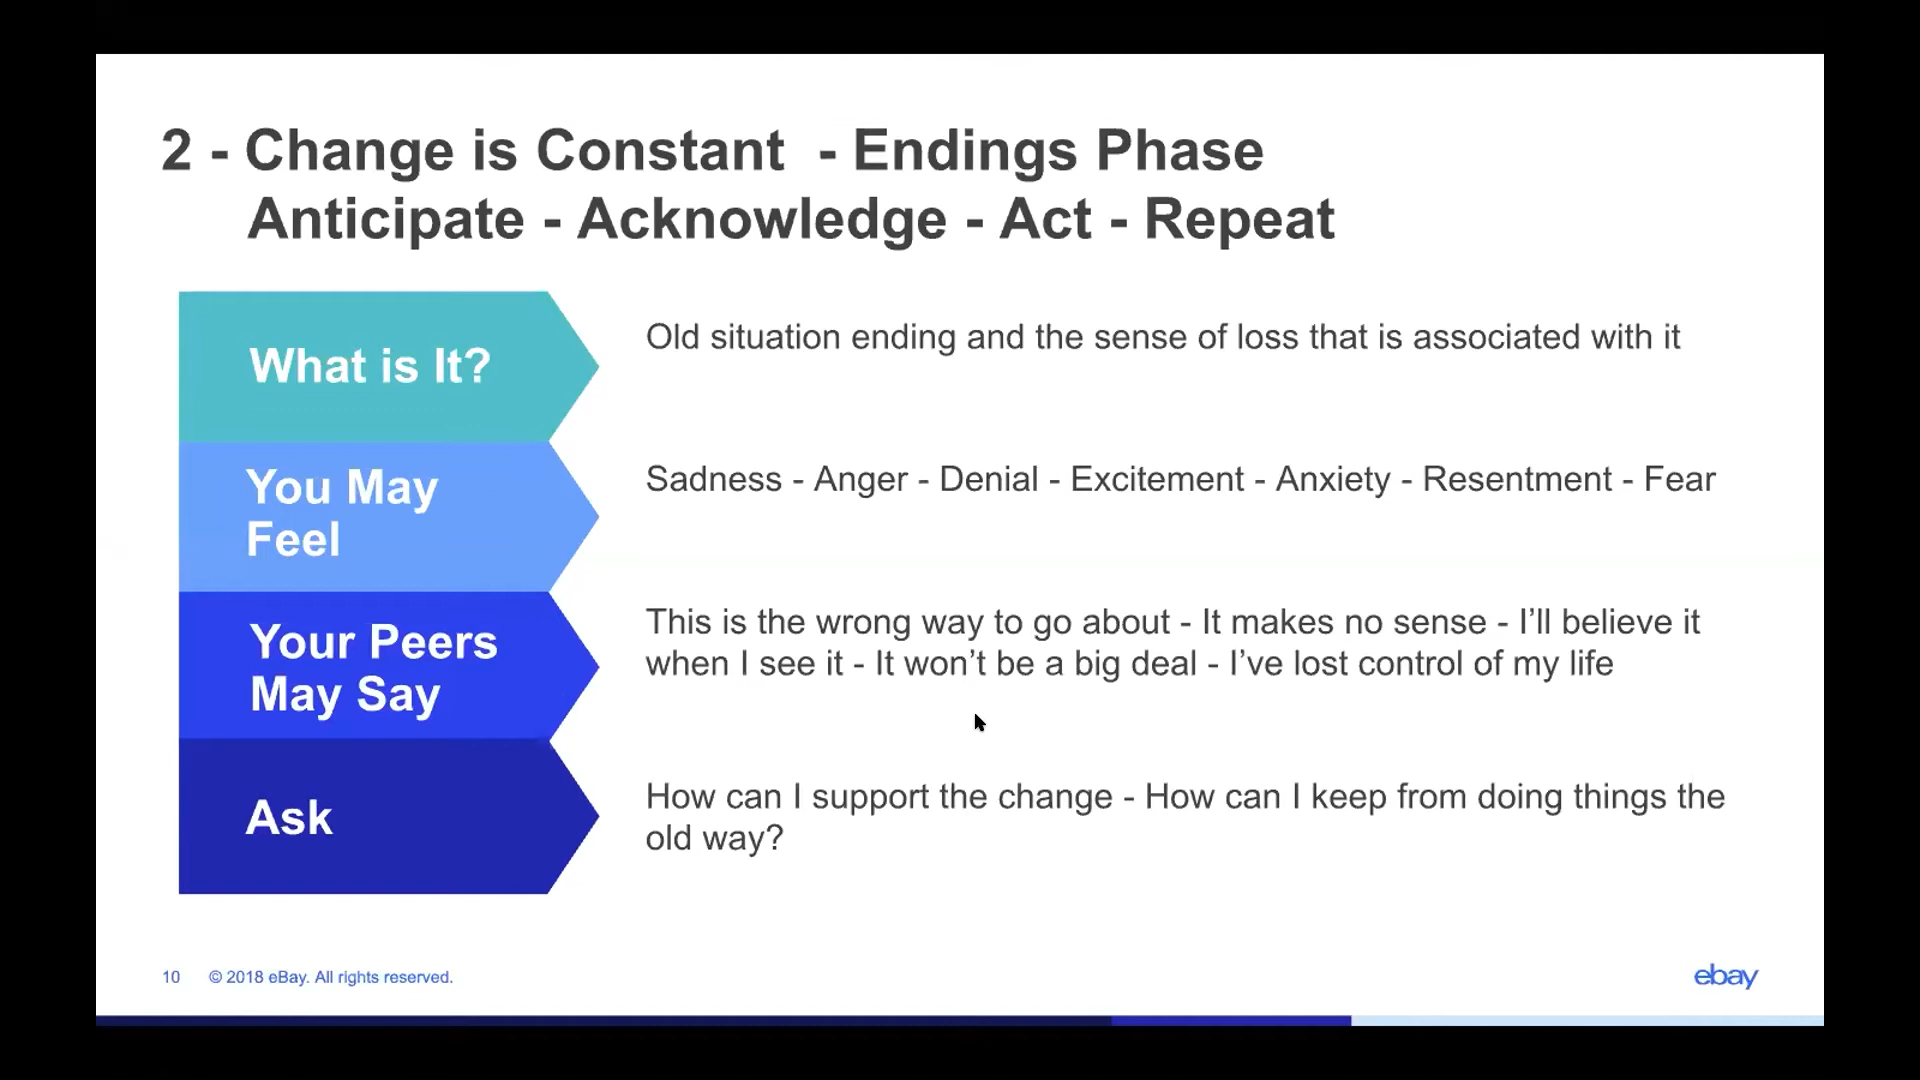 2 - Change is Constant  - Endings Phase
Anticipate - Acknowledge - Act - Repeat
What is It?
Old situation ending and the sense of loss that is associated with it
You May
Feel
Sadness - Anger - Denial - Excitement - Anxiety - Resentment - Fear
Your Peers
May Say
This is the wrong way to go about - It makes no sense - I’ll believe it
when I see it - It won’t be a big deal - I’ve lost control of my life
Ask
How can I support the change - How can I keep from doing things the
old way?
10 © 2018 eBay. All rights reserved.
ebay